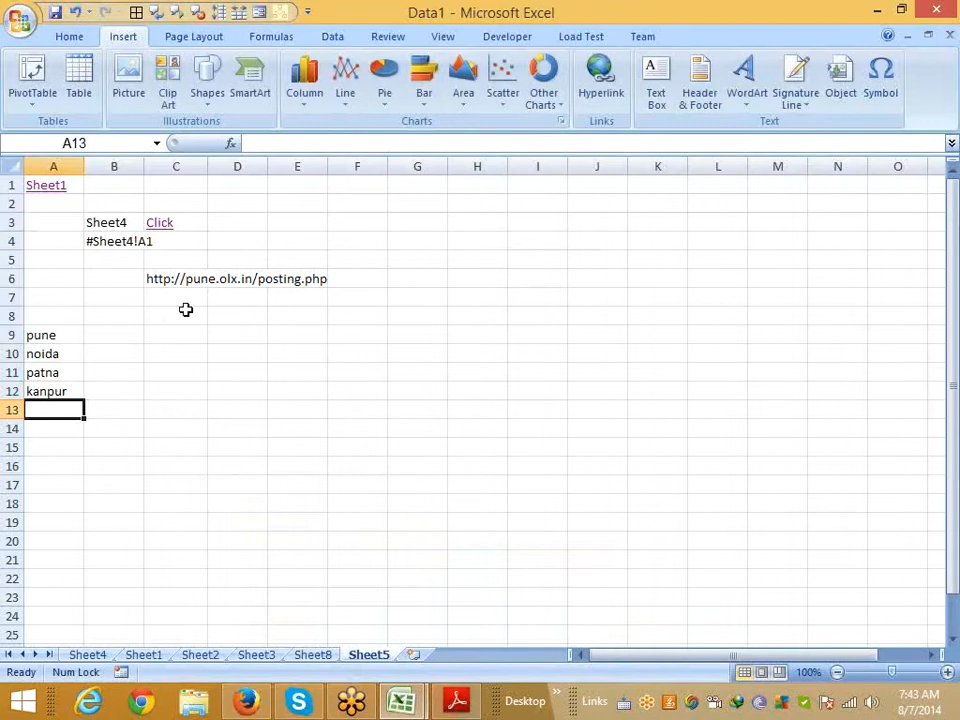 Data1 - Microsoft Excel
Home Insert Page Layout Formulas Data Review View Developer Load Test Team
PivotTable Table Picture Clip Art Shapes SmartArt Column Line Pie Bar Area Scatter Other Charts Hyperlink Text Box Header & Footer WordArt Signature Line Object Symbol
Tables Illustrations Charts Links Text
A13 fx
A B C D E F G H I J K L M N O
1 Sheet1
2
3 Sheet4 Click
4 #Sheet4!A1
5
6 http://pune.olx.in/posting.php
7
8
9 pune
10 noida
11 patna
12 kanpur
13
14
15
16
17
18
19
20
21
22
23
24
25
Sheet4 Sheet1 Sheet2 Sheet3 Sheet8 Sheet5
Ready Num Lock 100%
Desktop » Links 7:43 AM
8/7/2014